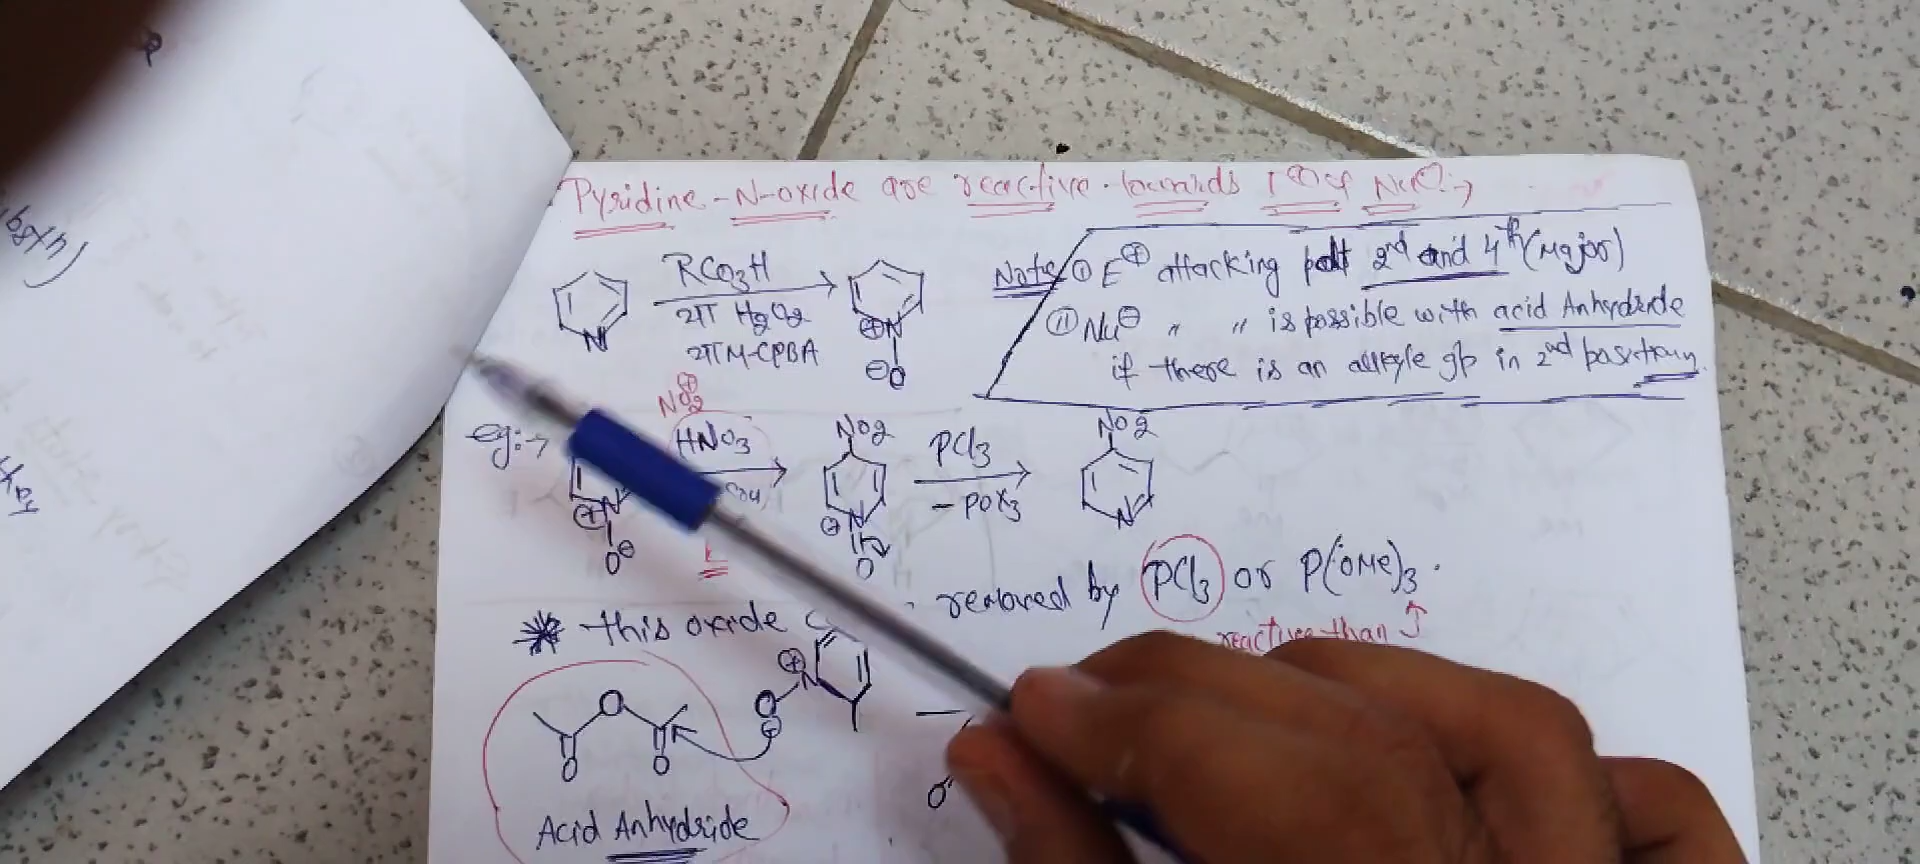 Pyridine-N-oxide are reactive towards
RCO3H
या H2O2
या M-CPBA
N
⊕N
⊖O
Note ① E⊕ attacking 2nd and 4th (Major)
② Nu⊖ " " is possible with acid Anhydride
if there is an alkyle gp in 2nd position
NO2⊕
eg:→
HNO3
⊕N
O⊖
NO2
⊕N
O
PCl3
- POX3
NO2
N
* this oxide
removed by PCl3 or P(OMe)3.
reactive than
O
O
O
O
⊖
⊕
N
O
Acid Anhydride